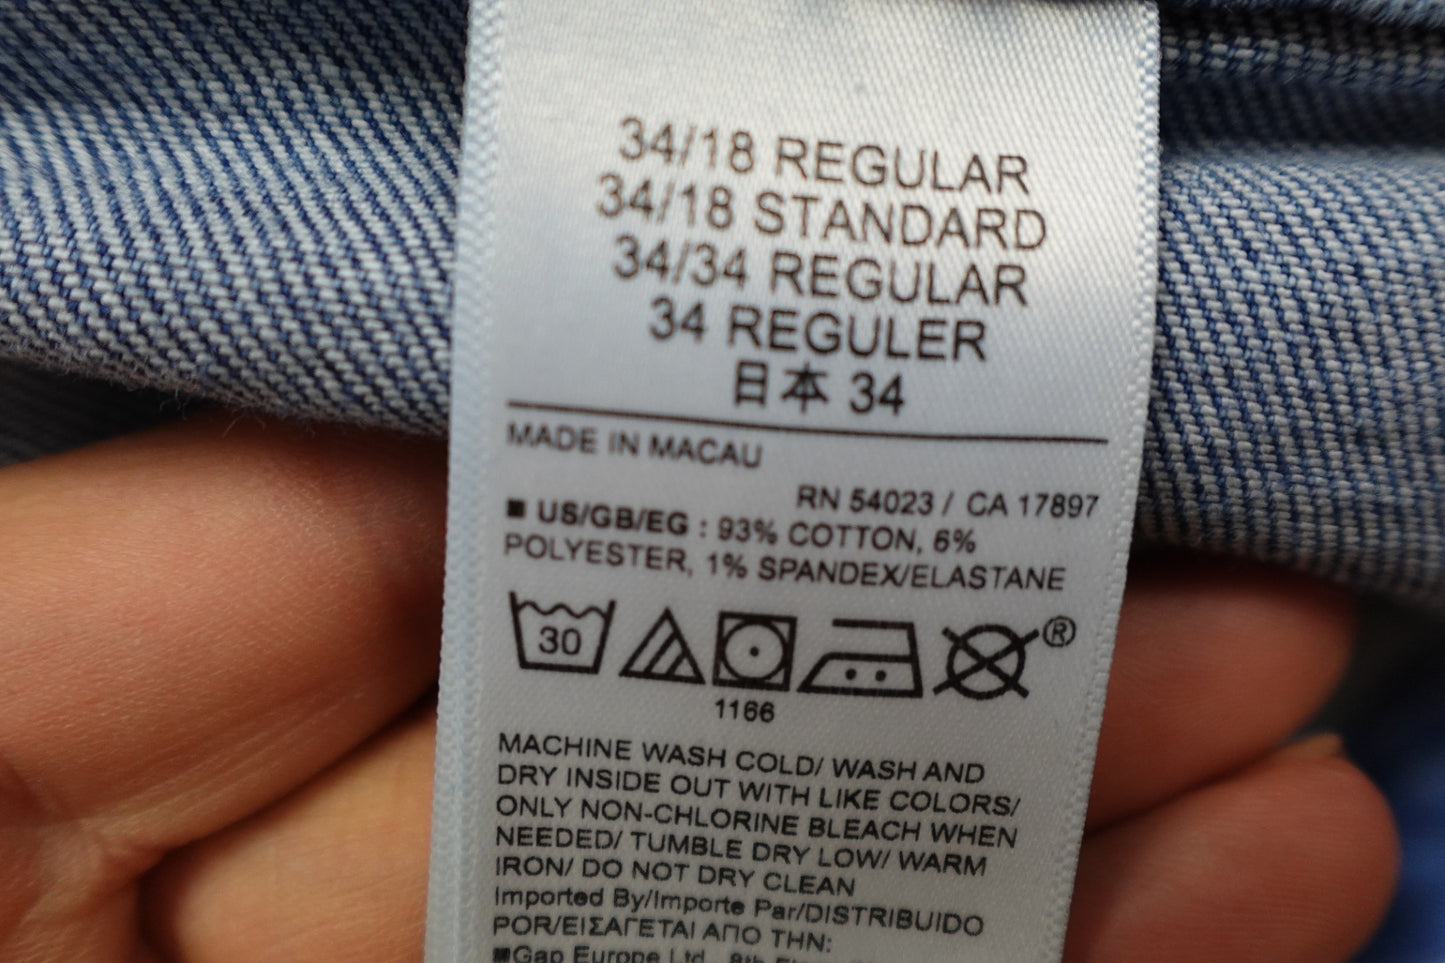 34/18 REGULAR
34/18 STANDARD
34/34 REGULAR
34 REGULER
日本 34
MADE IN MACAU
RN 54023 / CA 17897
■ US/GB/EG : 93% COTTON, 6%
POLYESTER, 1% SPANDEX/ELASTANE
30
®
1166
MACHINE WASH COLD/ WASH AND
DRY INSIDE OUT WITH LIKE COLORS/
ONLY NON-CHLORINE BLEACH WHEN
NEEDED/ TUMBLE DRY LOW/ WARM
IRON/ DO NOT DRY CLEAN
Imported By/Importe Par/DISTRIBUIDO
POR/ΕΙΣΑΓΕΤΑΙ ΑΠΟ ΤΗΝ:
■Gap Europe Ltd., 8th